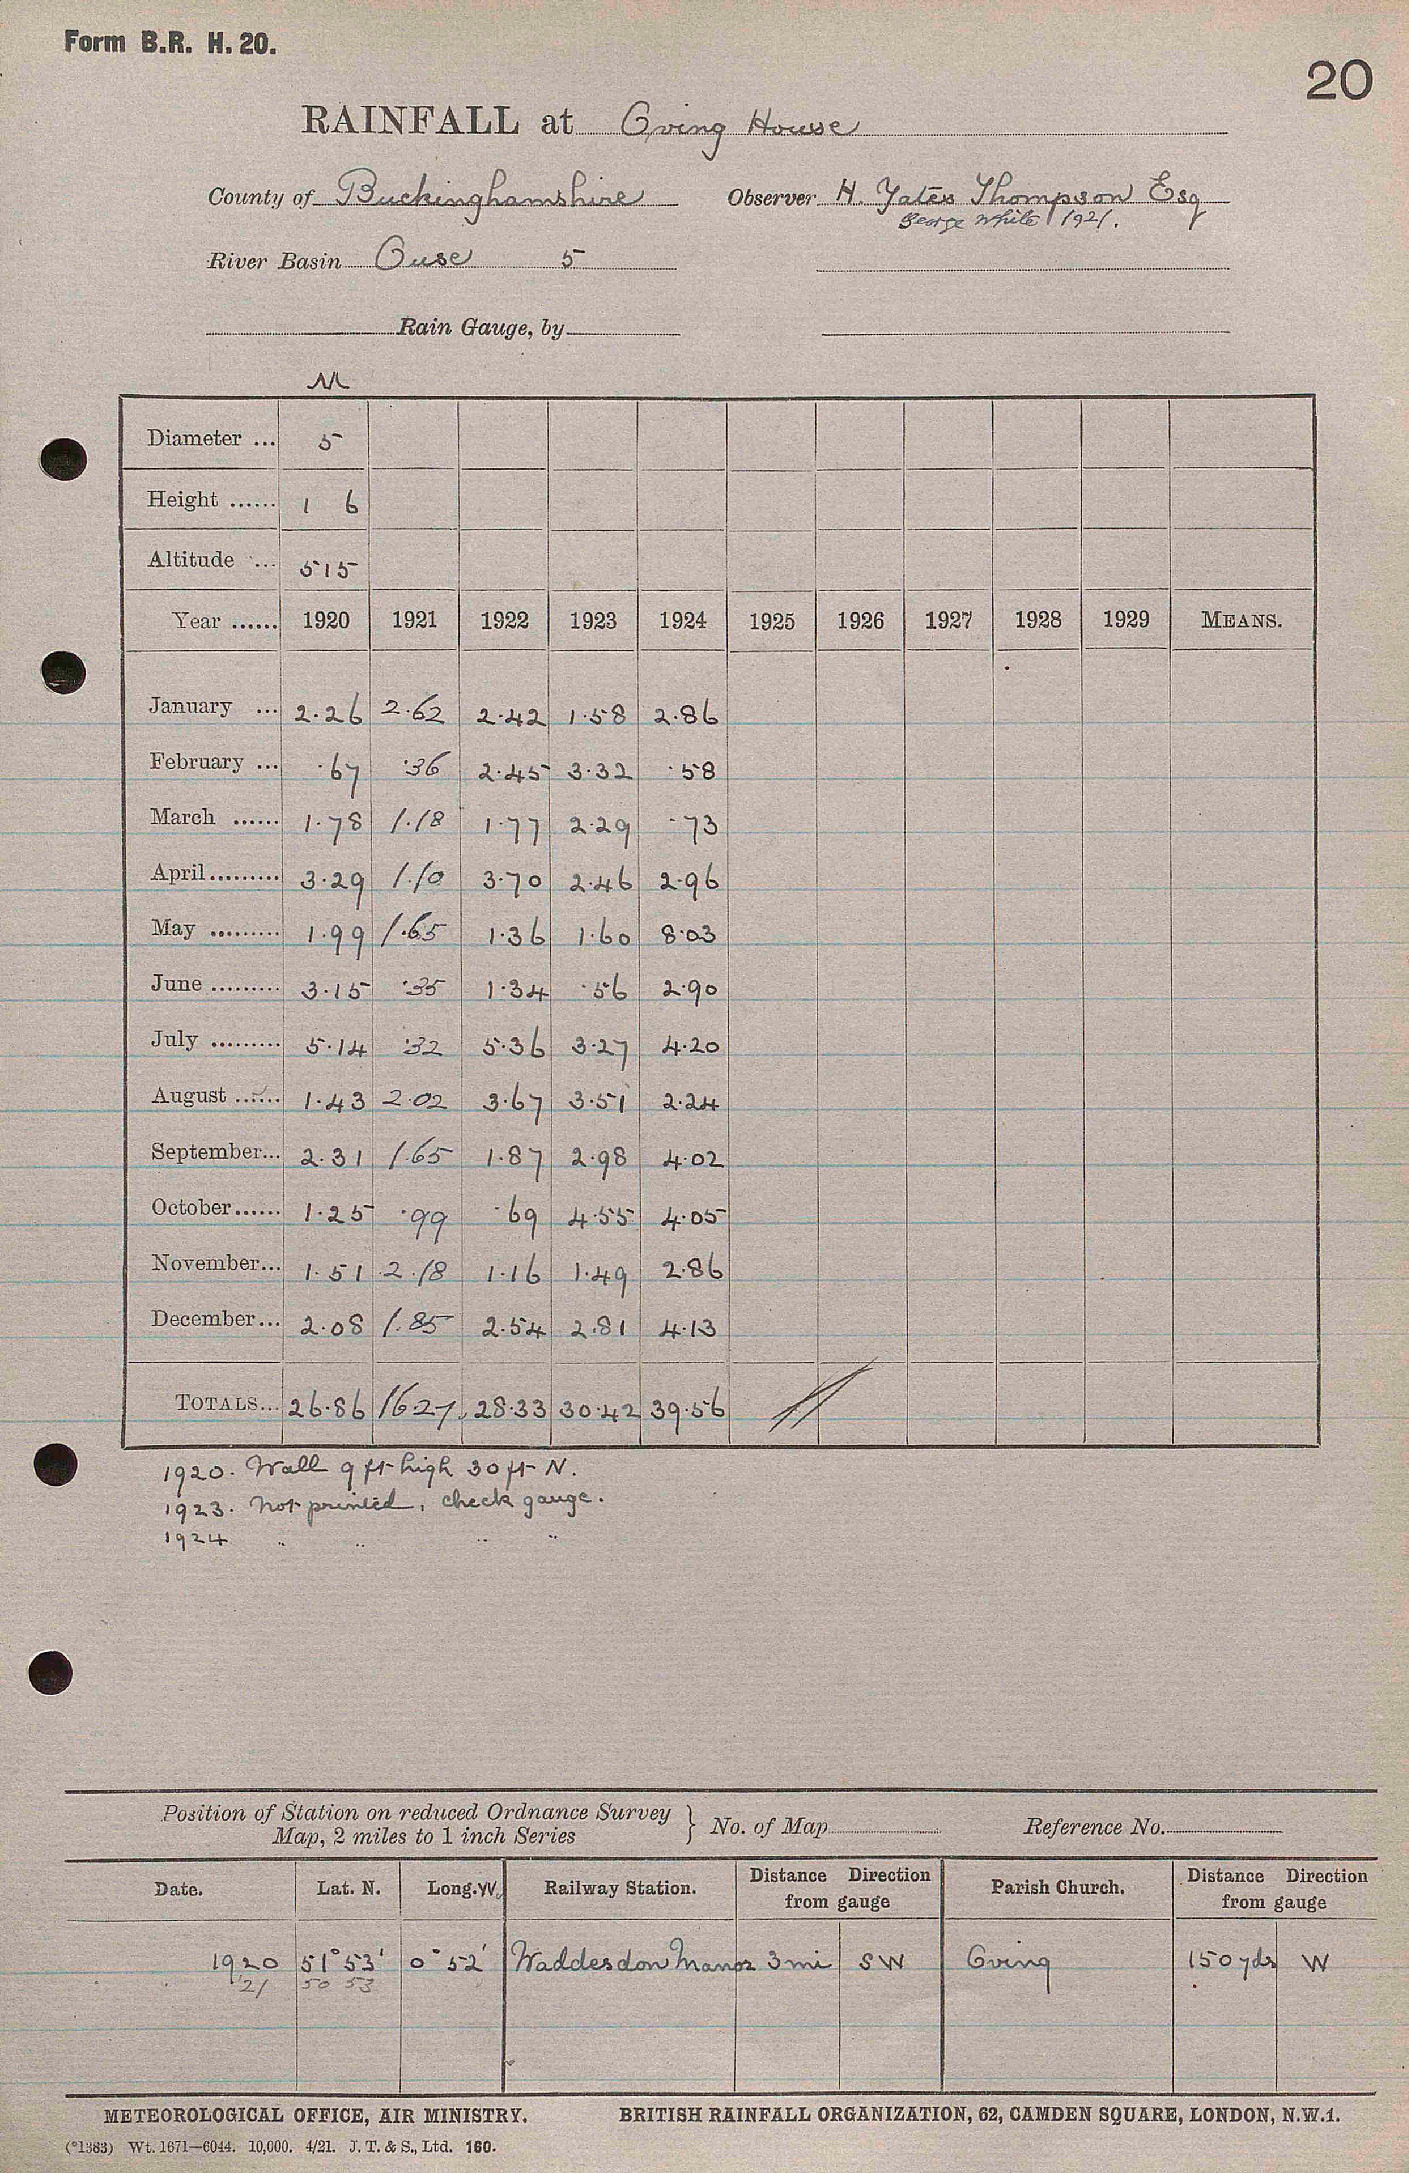 Form B.R. H. 20.
20
RAINFALL at Oving House
County of Buckinghamshire Observer H. Yates Thompson Esq
George White 1921.
River Basin Ouse 5
Rain Gauge, by
M
Diameter ... 5
Height ...... 1 6
Altitude ... 515
Year ...... 1920 1921 1922 1923 1924 1925 1926 1927 1928 1929 MEANS.
January ... 2.26 2.62 2.42 1.58 2.86
February ... .67 .36 2.45 3.32 .58
March ...... 1.78 1.18 1.77 2.29 .73
April......... 3.29 1.10 3.70 2.46 2.96
May ......... 1.99 1.65 1.36 1.60 8.03
June ......... 3.15 .35 1.34 .56 2.90
July ......... 5.14 .32 5.36 3.27 4.20
August ...... 1.43 2.02 3.67 3.51 2.24
September... 2.31 1.65 1.87 2.98 4.02
October...... 1.25 .99 .69 4.55 4.05
November... 1.51 2.18 1.16 1.49 2.86
December... 2.08 1.85 2.54 2.81 4.13
TOTALS... 26.86 16.27 28.33 30.42 39.56
1920. Wall 9 ft high 30 ft N.
1923. Not printed, check gauge.
1924 " " " "
Position of Station on reduced Ordnance Survey
Map, 2 miles to 1 inch Series } No. of Map Reference No.
Date. Lat. N. Long. W. Railway Station. Distance Direction from gauge Parish Church. Distance Direction from gauge
1920 51° 53' 0° 52' Waddesdon Manor 3 mi SW Oving 150 yds W
'21 50 53
METEOROLOGICAL OFFICE, AIR MINISTRY. BRITISH RAINFALL ORGANIZATION, 62, CAMDEN SQUARE, LONDON, N.W.1.
(*1383) Wt. 1671—6044. 10,000. 4/21. J. T. & S., Ltd. 160.